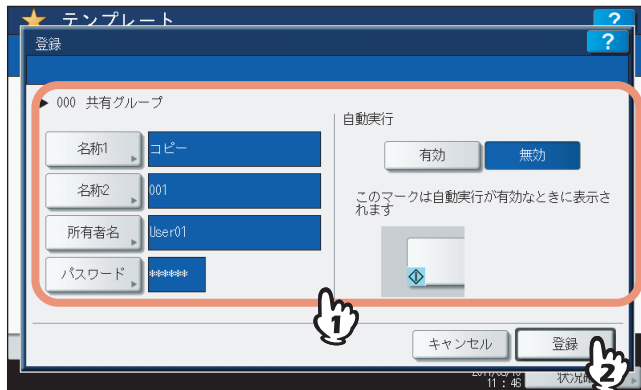 テンプレート
?
登録
?
000 共有グループ
自動実行
名称1
コピー
有効
無効
名称2
001
このマークは自動実行が有効なときに表示さ
れます
所有者名
User01
パスワード
******
1
キャンセル
登録
2
11:46